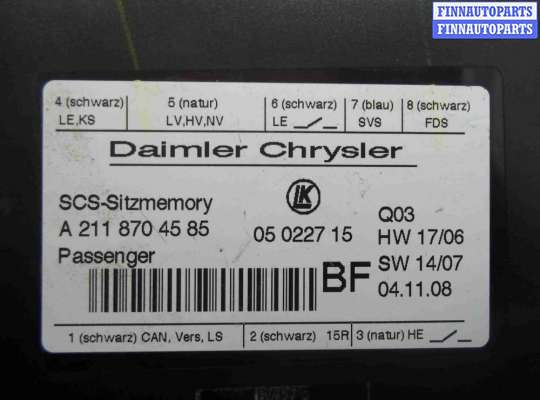 FINNAUTOPARTS
FINNAUTOPARTS
4 (schwarz) 5 (natur) 6 (schwarz) 7 (blau) 8 (schwarz)
LE,KS LV,HV,NV LE SVS FDS
Daimler Chrysler
SCS-Sitzmemory LK Q03
A 211 870 45 85 05 0227 15 HW 17/06
Passenger BF SW 14/07
04.11.08
1 (schwarz) CAN, Vers, LS 2 (schwarz) 15R 3 (natur) HE